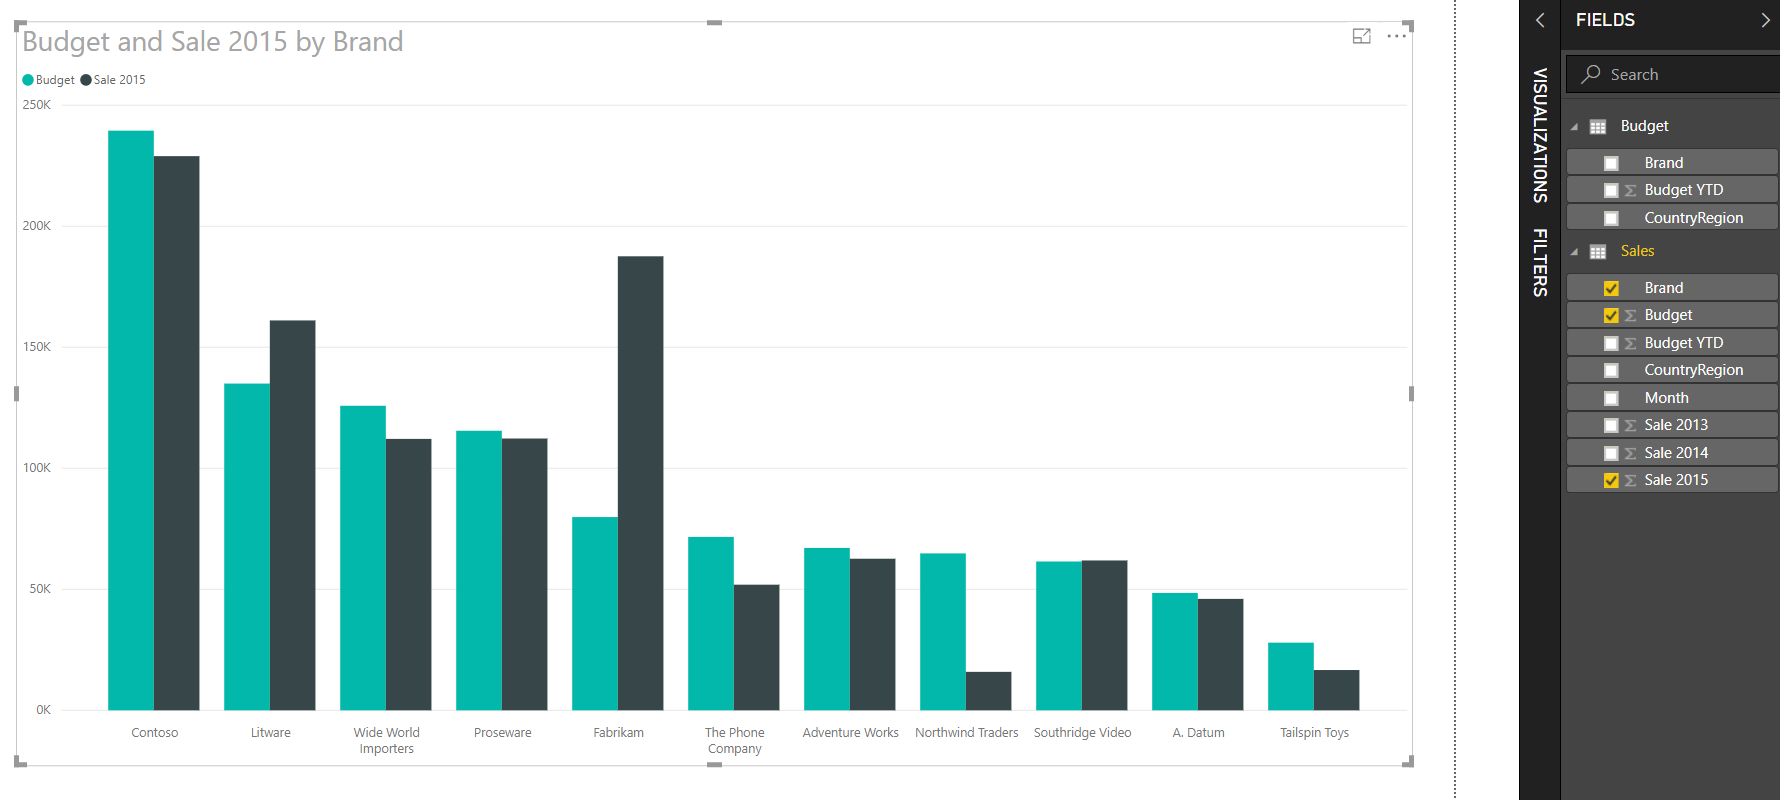 Budget and Sale 2015 by Brand
Budget Sale 2015
250K
200K
150K
100K
50K
0K
Contoso
Litware
Wide World
Importers
Proseware
Fabrikam
The Phone
Company
Adventure Works
Northwind Traders
Southridge Video
A. Datum
Tailspin Toys
VISUALIZATIONS
FILTERS
FIELDS
Search
Budget
Brand
Budget YTD
CountryRegion
Sales
Brand
Budget
Budget YTD
CountryRegion
Month
Sale 2013
Sale 2014
Sale 2015